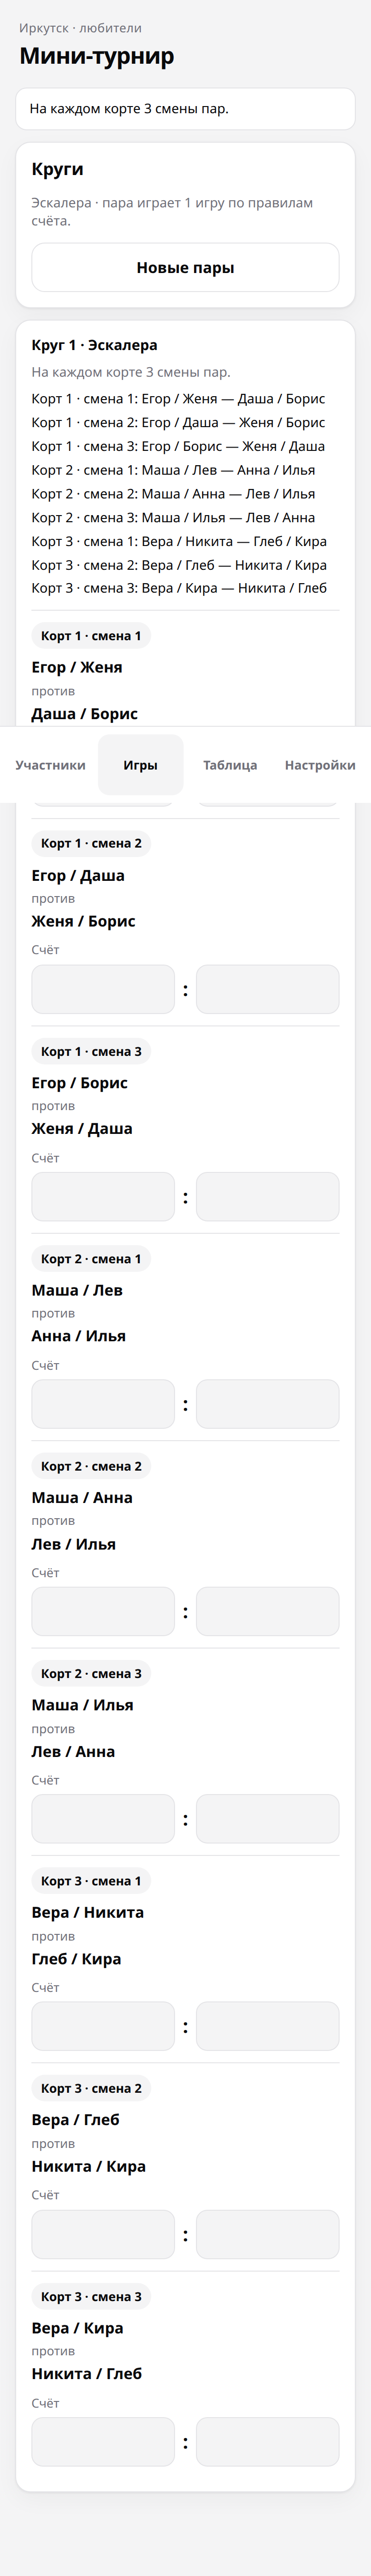 Иркутск · любители
Мини-турнир
На каждом корте 3 смены пар.
Круги
Эскалера · пара играет 1 игру по правилам
счёта.
Новые пары
Круг 1 · Эскалера
На каждом корте 3 смены пар.
Корт 1 · смена 1: Егор / Женя — Даша / Борис
Корт 1 · смена 2: Егор / Даша — Женя / Борис
Корт 1 · смена 3: Егор / Борис — Женя / Даша
Корт 2 · смена 1: Маша / Лев — Анна / Илья
Корт 2 · смена 2: Маша / Анна — Лев / Илья
Корт 2 · смена 3: Маша / Илья — Лев / Анна
Корт 3 · смена 1: Вера / Никита — Глеб / Кира
Корт 3 · смена 2: Вера / Глеб — Никита / Кира
Корт 3 · смена 3: Вера / Кира — Никита / Глеб
Корт 1 · смена 1
Егор / Женя
против
Даша / Борис
Участники Игры Таблица Настройки
Корт 1 · смена 2
Егор / Даша
против
Женя / Борис
Счёт
:
Корт 1 · смена 3
Егор / Борис
против
Женя / Даша
Счёт
:
Корт 2 · смена 1
Маша / Лев
против
Анна / Илья
Счёт
:
Корт 2 · смена 2
Маша / Анна
против
Лев / Илья
Счёт
:
Корт 2 · смена 3
Маша / Илья
против
Лев / Анна
Счёт
:
Корт 3 · смена 1
Вера / Никита
против
Глеб / Кира
Счёт
:
Корт 3 · смена 2
Вера / Глеб
против
Никита / Кира
Счёт
:
Корт 3 · смена 3
Вера / Кира
против
Никита / Глеб
Счёт
: